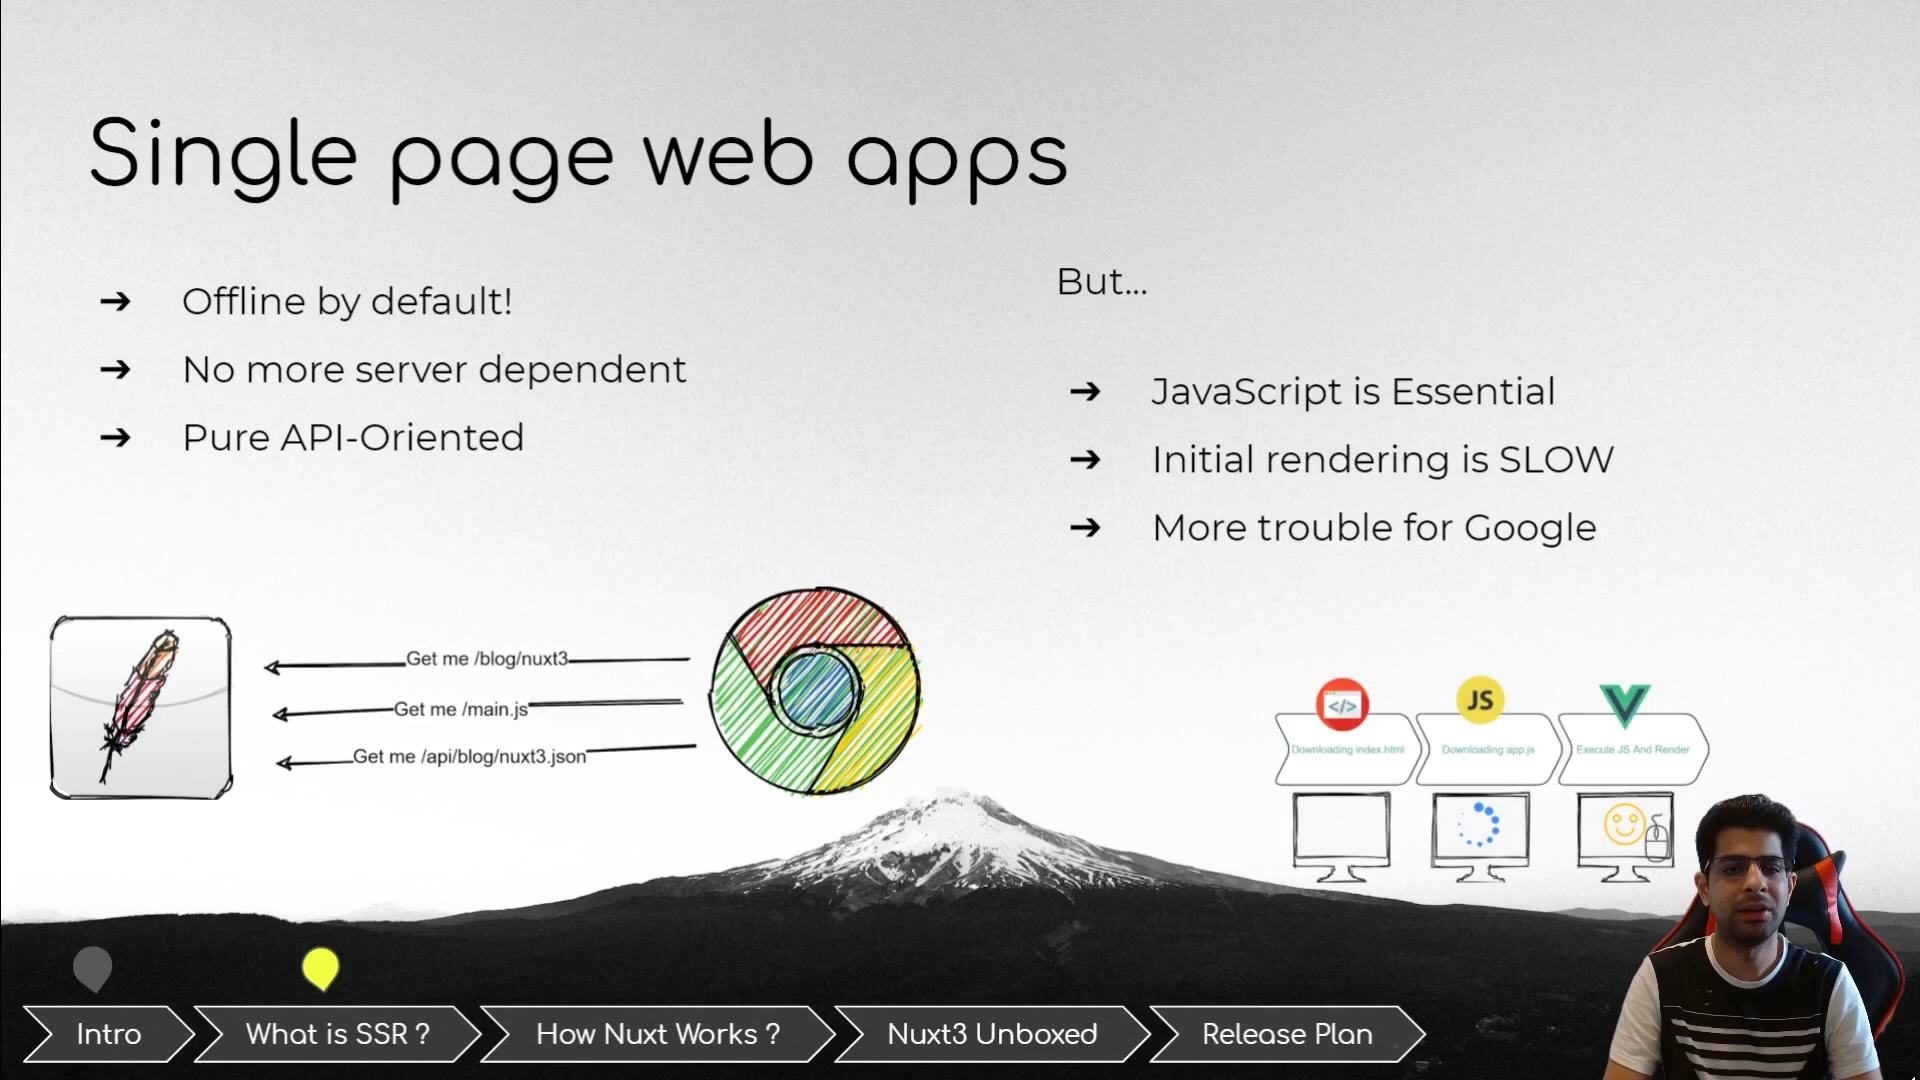 Single page web apps
➔ Offline by default!
➔ No more server dependent
➔ Pure API-Oriented
But...
➔ JavaScript is Essential
➔ Initial rendering is SLOW
➔ More trouble for Google
Get me /blog/nuxt3
Get me /main.js
Get me /api/blog/nuxt3.json
</>
JS
Downloading index.html
Downloading app.js
Execute JS And Render
Intro
What is SSR ?
How Nuxt Works ?
Nuxt3 Unboxed
Release Plan